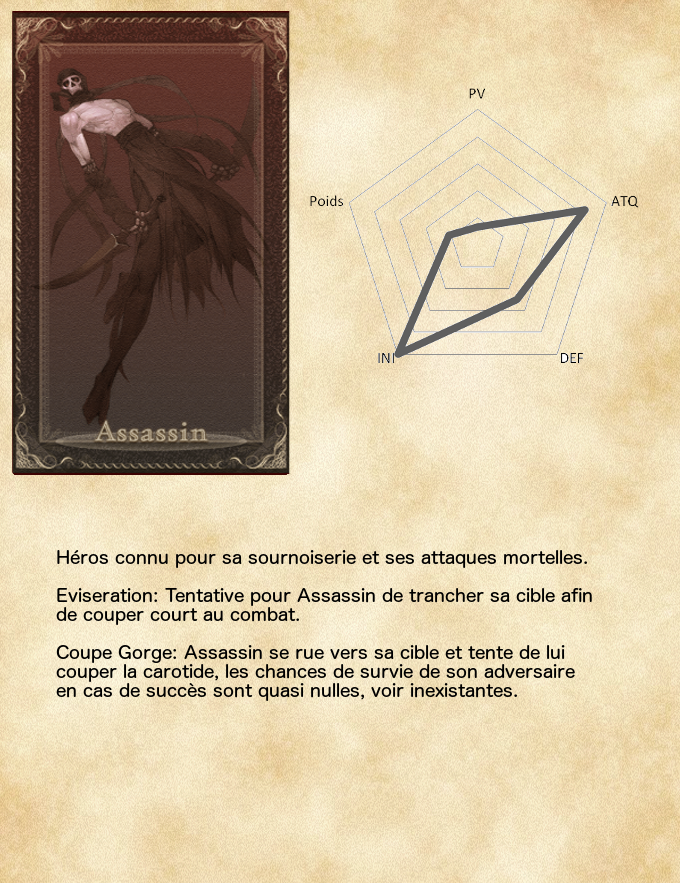 PV
Poids
ATQ
INI
DEF
Assassin
Héros connu pour sa sournoiserie et ses attaques mortelles.
Eviseration: Tentative pour Assassin de trancher sa cible afin
de couper court au combat.
Coupe Gorge: Assassin se rue vers sa cible et tente de lui
couper la carotide, les chances de survie de son adversaire
en cas de succès sont quasi nulles, voir inexistantes.